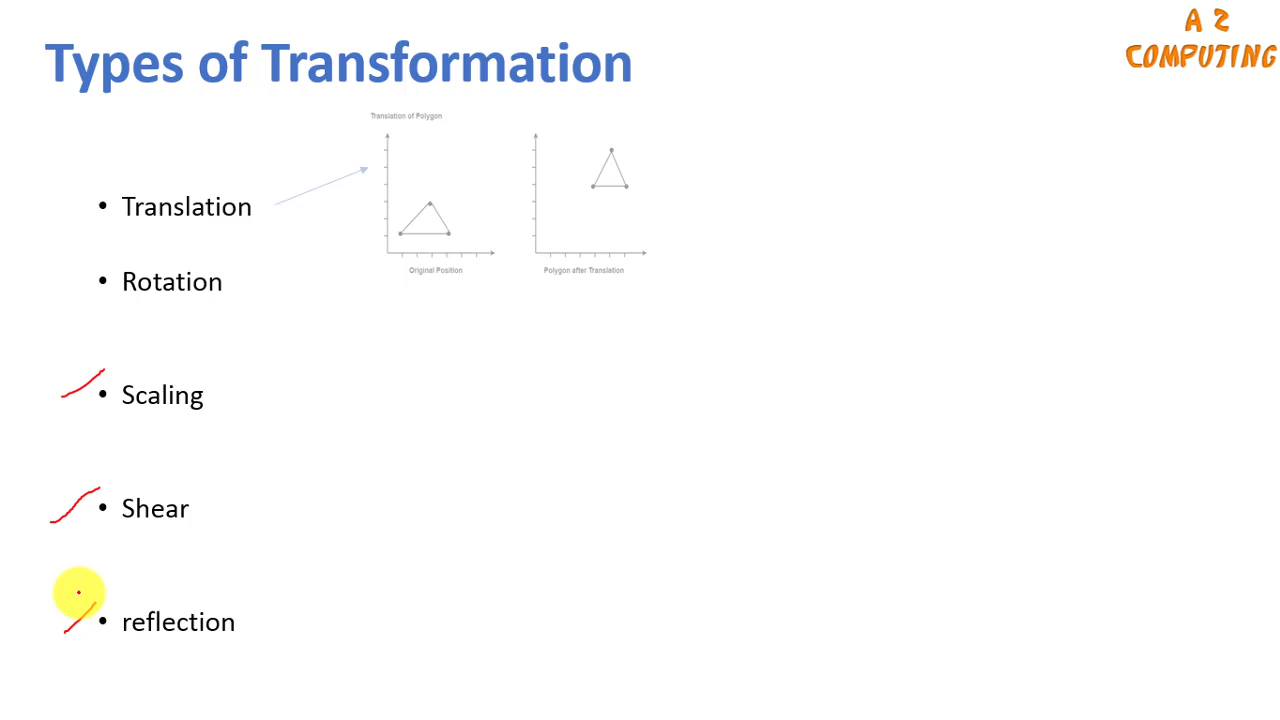 A 2
COMPUTING
Types of Transformation
Translation of Polygon
• Translation
Original Position
Polygon after Translation
• Rotation
• Scaling
• Shear
• reflection